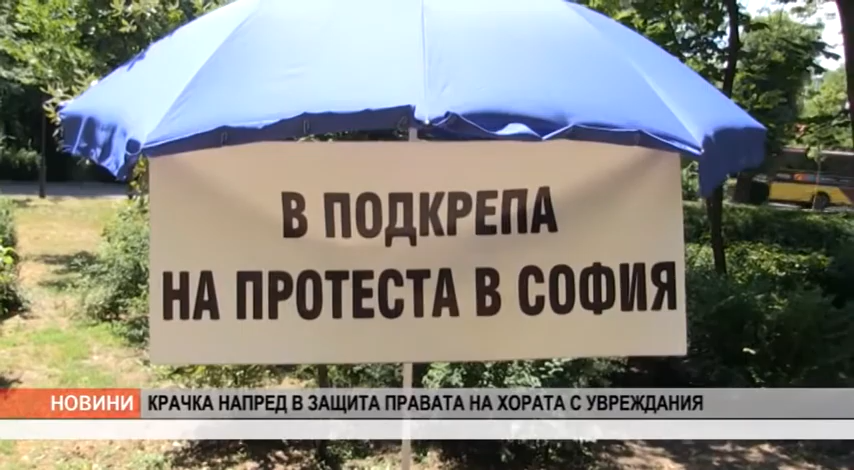 В ПОДКРЕПА
НА ПРОТЕСТА В СОФИЯ
НОВИНИ КРАЧКА НАПРЕД В ЗАЩИТА ПРАВАТА НА ХОРАТА С УВРЕЖДАНИЯ